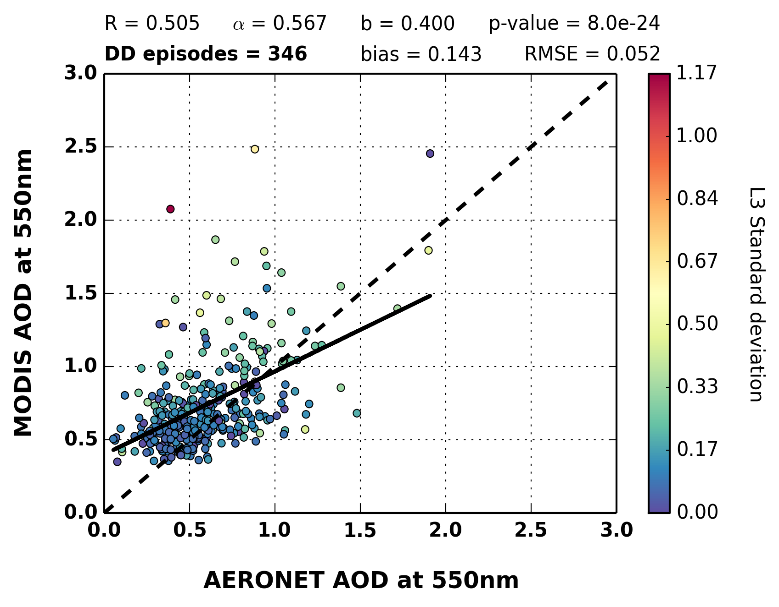 R = 0.505 α = 0.567 b = 0.400 p-value = 8.0e-24
DD episodes = 346 bias = 0.143 RMSE = 0.052
3.0
2.5
2.0
1.5
1.0
0.5
0.0
MODIS AOD at 550nm
0.0 0.5 1.0 1.5 2.0 2.5 3.0
AERONET AOD at 550nm
1.17
1.00
0.84
0.67
0.50
0.33
0.17
0.00
L3 Standard deviation